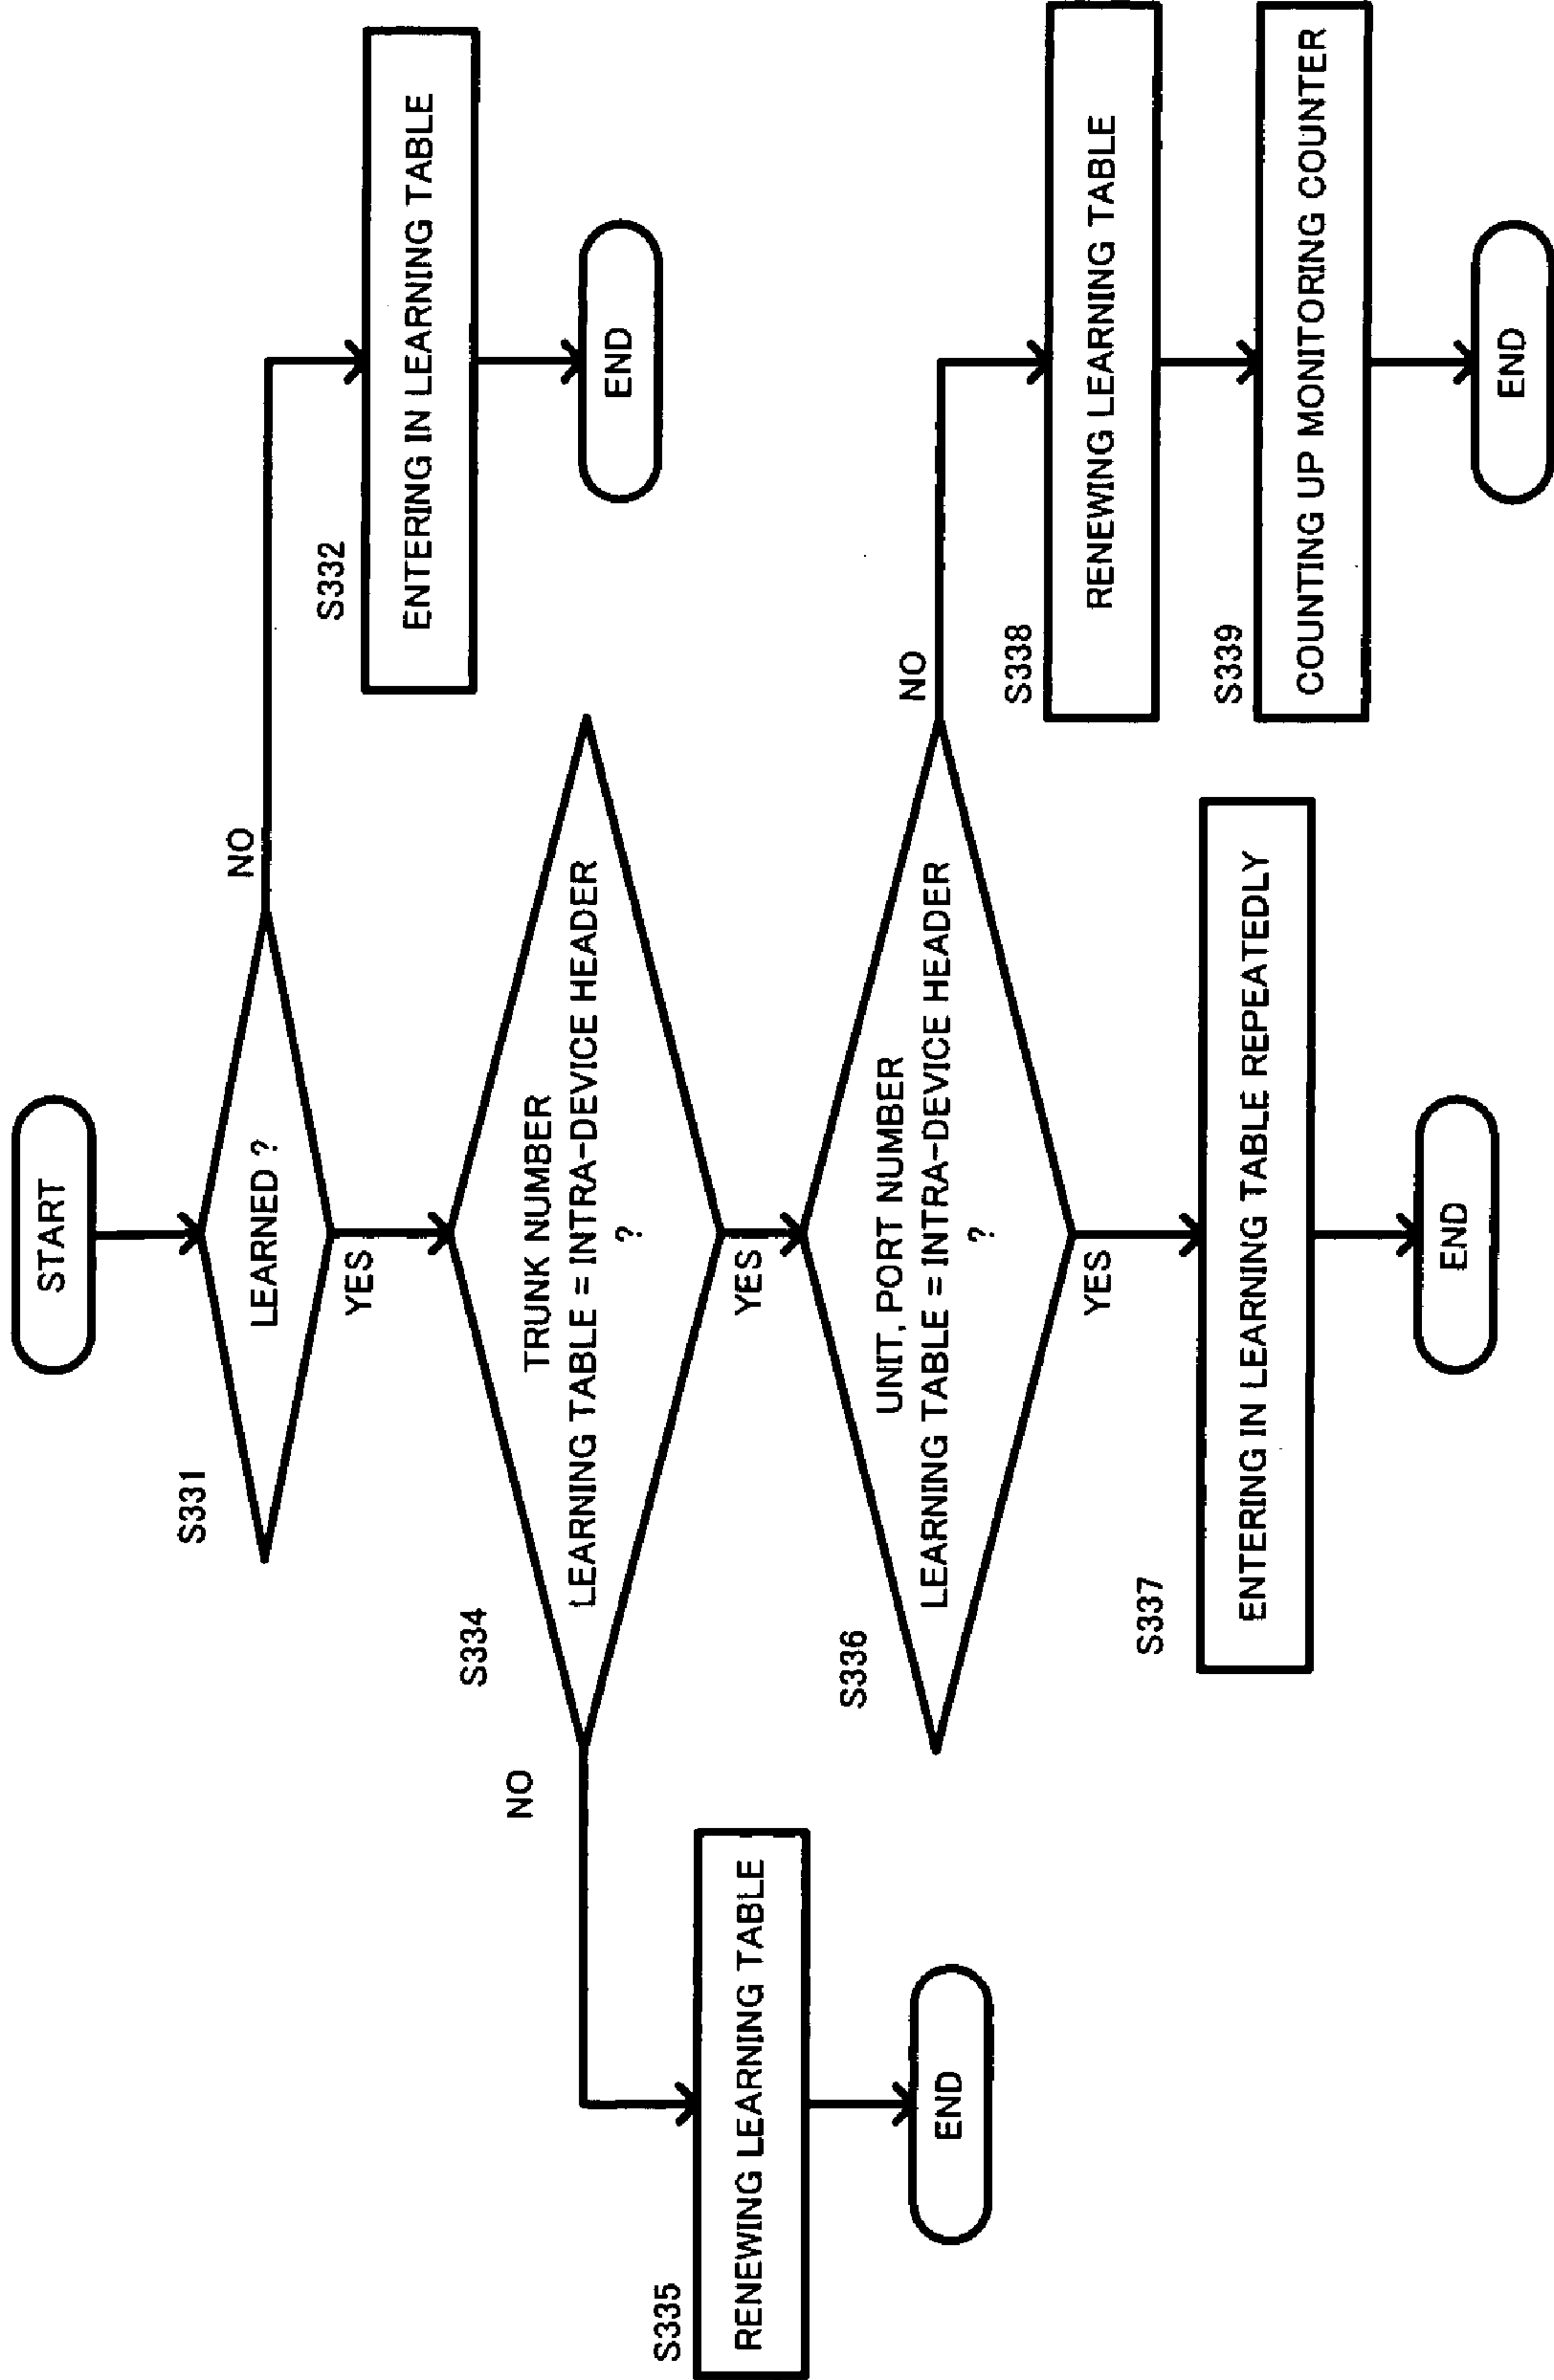 START
S331
LEARNED ?
NO
YES
S332
ENTERING IN LEARNING TABLE
END
S334
TRUNK NUMBER
LEARNING TABLE = INTRA-DEVICE HEADER
?
NO
YES
S335
RENEWING LEARNING TABLE
END
S336
UNIT, PORT NUMBER
LEARNING TABLE = INTRA-DEVICE HEADER
?
NO
YES
S338
RENEWING LEARNING TABLE
S339
COUNTING UP MONITORING COUNTER
END
S337
ENTERING IN LEARNING TABLE REPEATEDLY
END